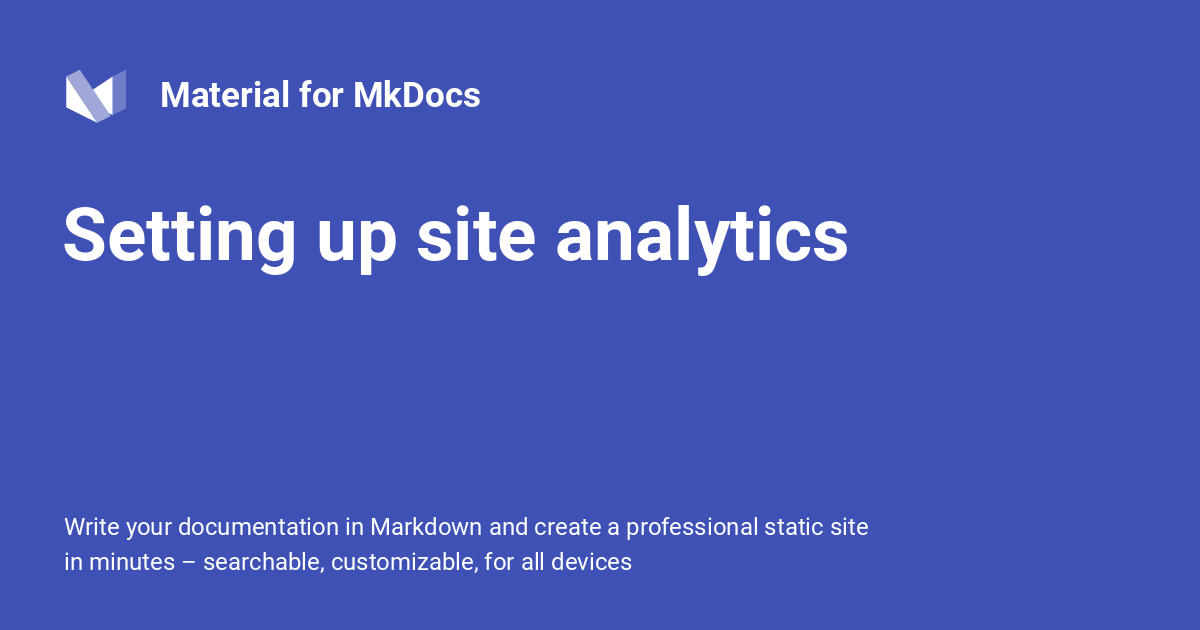 Material for MkDocs
Setting up site analytics
Write your documentation in Markdown and create a professional static site
in minutes – searchable, customizable, for all devices